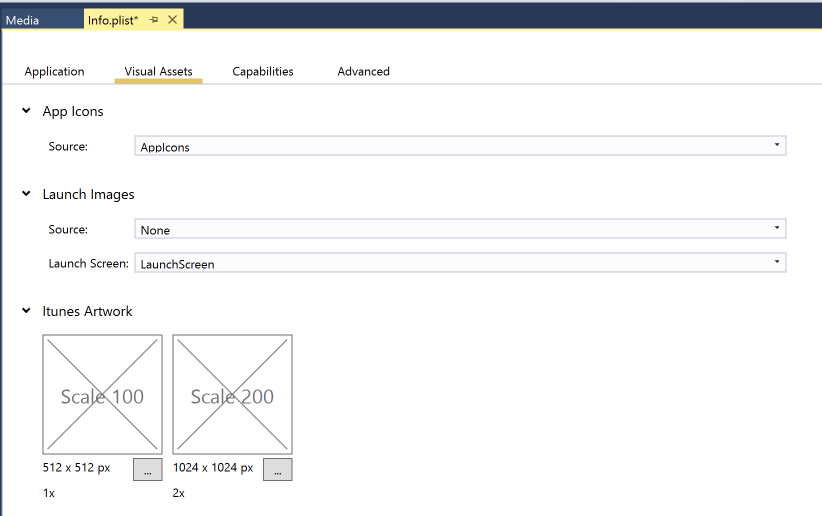 Media Info.plist*
Application Visual Assets Capabilities Advanced
App Icons
Source: AppIcons
Launch Images
Source: None
Launch Screen: LaunchScreen
Itunes Artwork
Scale 100 Scale 200
512 x 512 px ... 1024 x 1024 px ...
1x 2x